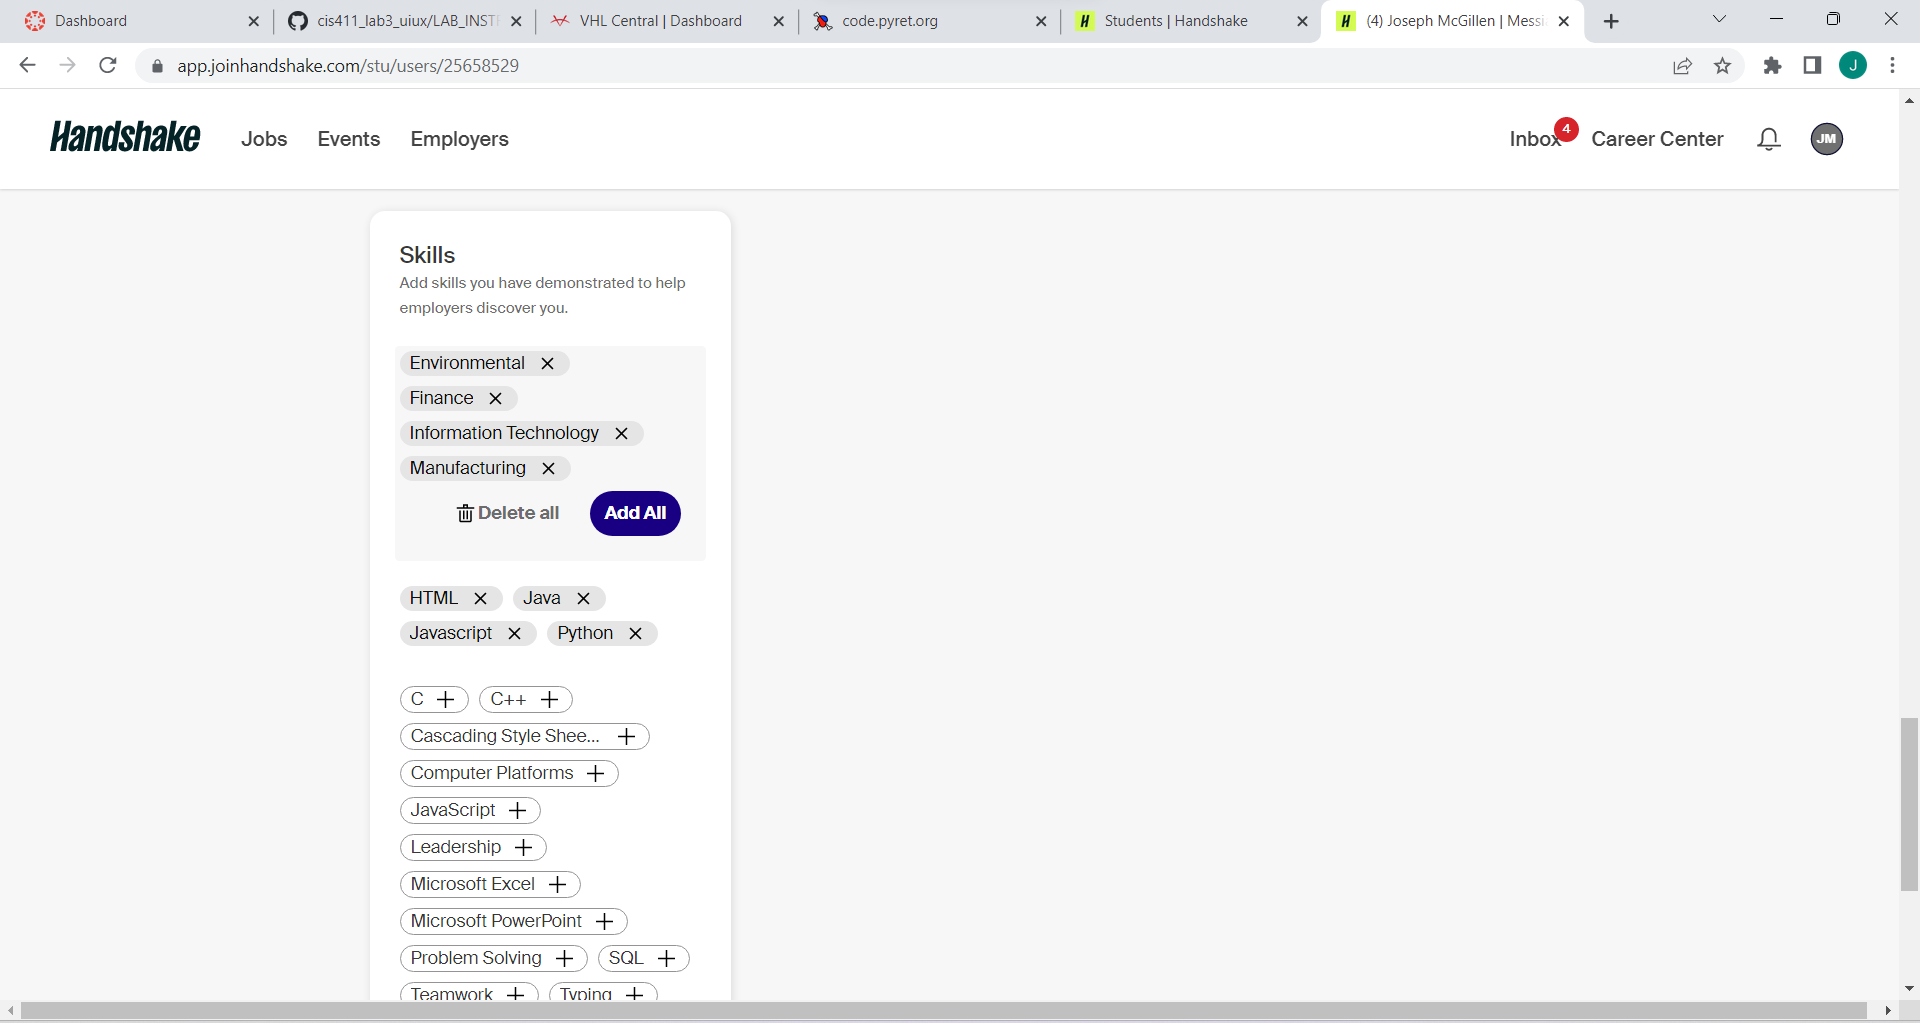 Dashboard
cis411_lab3_uiux/LAB_INSTF
VHL Central | Dashboard
code.pyret.org
Students | Handshake
(4) Joseph McGillen | Messi
app.joinhandshake.com/stu/users/25658529
J
Handshake
Jobs
Events
Employers
Inbox
4
Career Center
JM
Skills
Add skills you have demonstrated to help
employers discover you.
Environmental
Finance
Information Technology
Manufacturing
Delete all
Add All
HTML
Java
Javascript
Python
C
C++
Cascading Style Shee...
Computer Platforms
JavaScript
Leadership
Microsoft Excel
Microsoft PowerPoint
Problem Solving
SQL
Teamwork
Typing